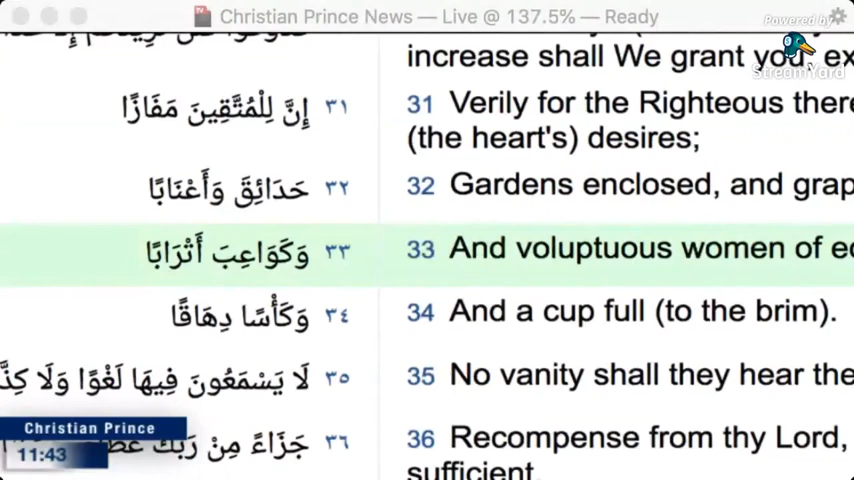 Christian Prince News — Live @ 137.5% — Ready
Powered by
StreamYard
increase shall We grant you, ex
إِنَّ لِلْمُتَّقِينَ مَفَازًا ٣١
31 Verily for the Righteous there
(the heart's) desires;
حَدَائِقَ وَأَعْنَابًا ٣٢
32 Gardens enclosed, and grap
وَكَوَاعِبَ أَتْرَابًا ٣٣
33 And voluptuous women of eq
وَكَأْسًا دِهَاقًا ٣٤
34 And a cup full (to the brim).
لَا يَسْمَعُونَ فِيهَا لَغْوًا وَلَا كِذَّ ٣٥
35 No vanity shall they hear the
جَزَاءً مِنْ رَبِّكَ ٣٦
36 Recompense from thy Lord,
sufficient.
Christian Prince
11:43